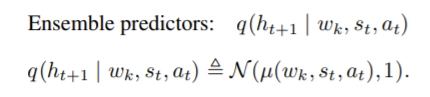 Ensemble predictors: q(h_{t+1} | w_k, s_t, a_t)
q(h_{t+1} | w_k, s_t, a_t) ≜ 𝒩(μ(w_k, s_t, a_t), 1).